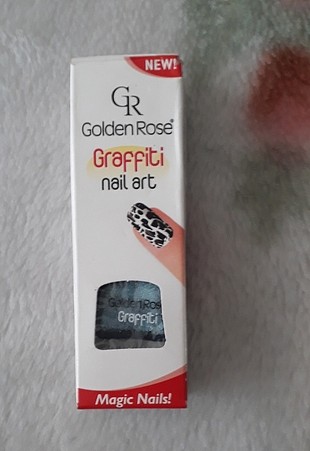 NEW!
GR
Golden Rose®
Graffiti
nail art
Golden Rose
Graffiti
Magic Nails!